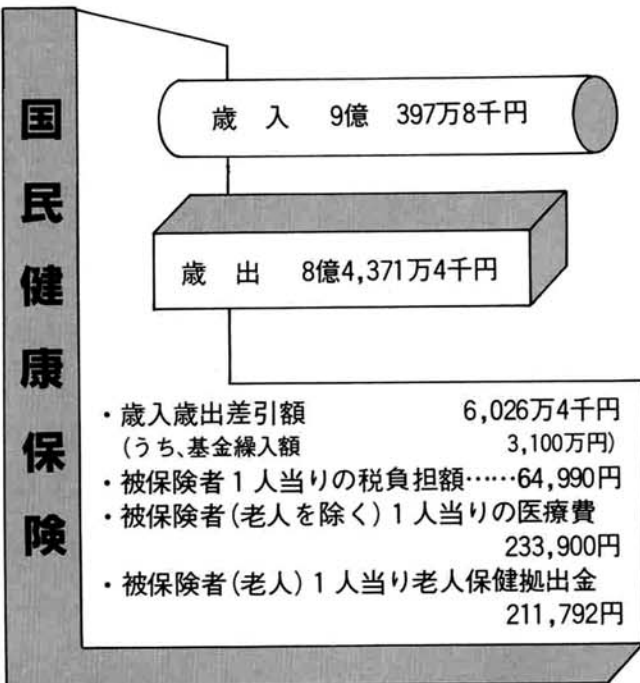 国民健康保険
歳入 9億 397万8千円
歳出 8億4,371万4千円
・歳入歳出差引額 6,026万4千円
(うち、基金繰入額 3,100万円)
・被保険者1人当りの税負担額……64,990円
・被保険者(老人を除く)1人当りの医療費
233,900円
・被保険者(老人)1人当り老人保健拠出金
211,792円